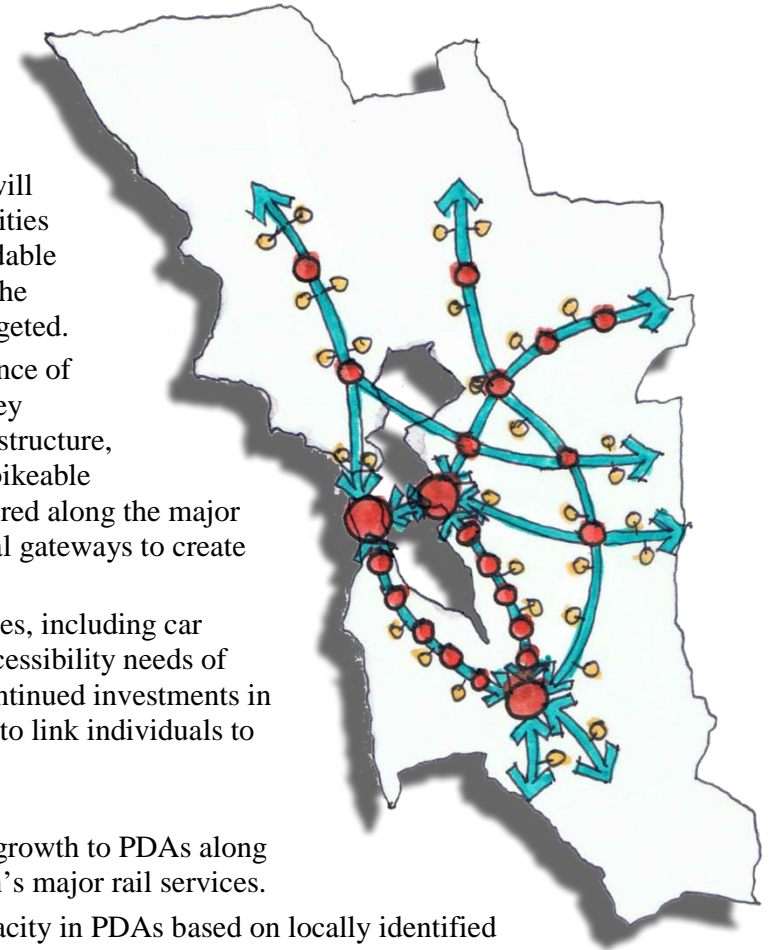 will
ities
dable
he
geted.
nce of
ey
structure,
bikeable
red along the major
al gateways to create
es, including car
ccessibility needs of
ntinued investments in
to link individuals to
growth to PDAs along
n's major rail services.
acity in PDAs based on locally identified